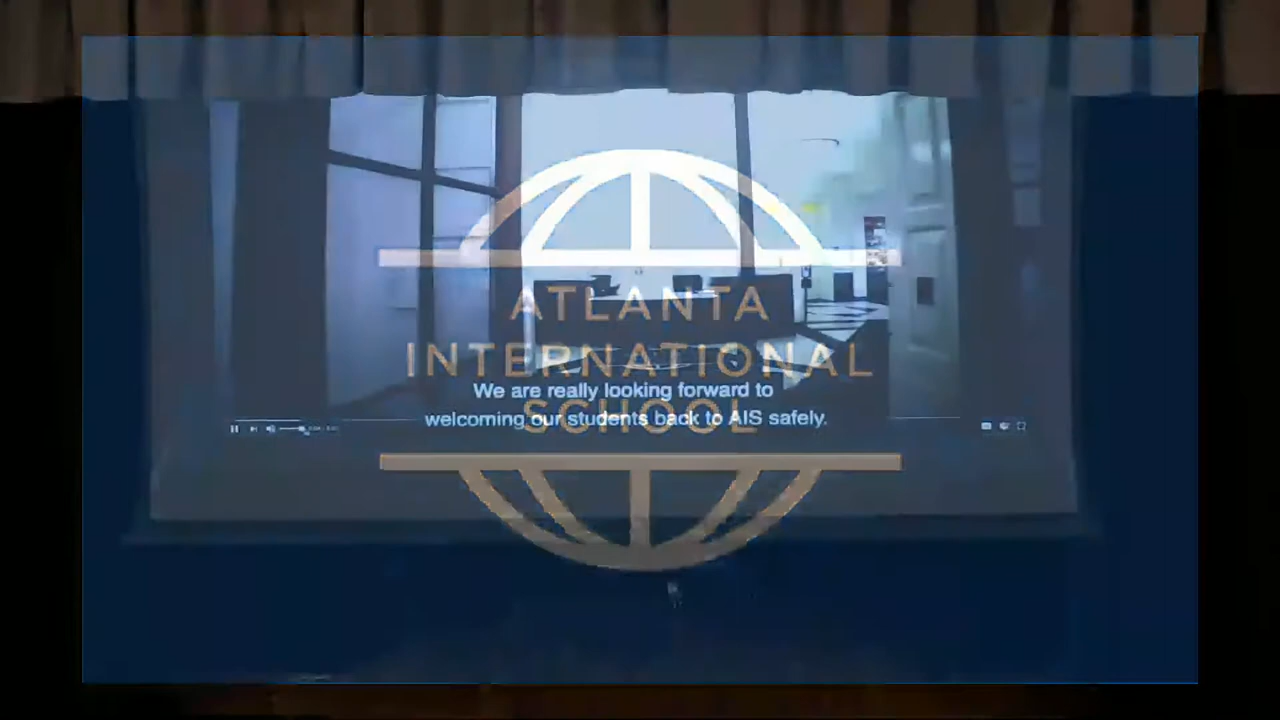 ATLANTA
INTERNATIONAL
SCHOOL
We are really looking forward to
welcoming our students back to AIS safely.